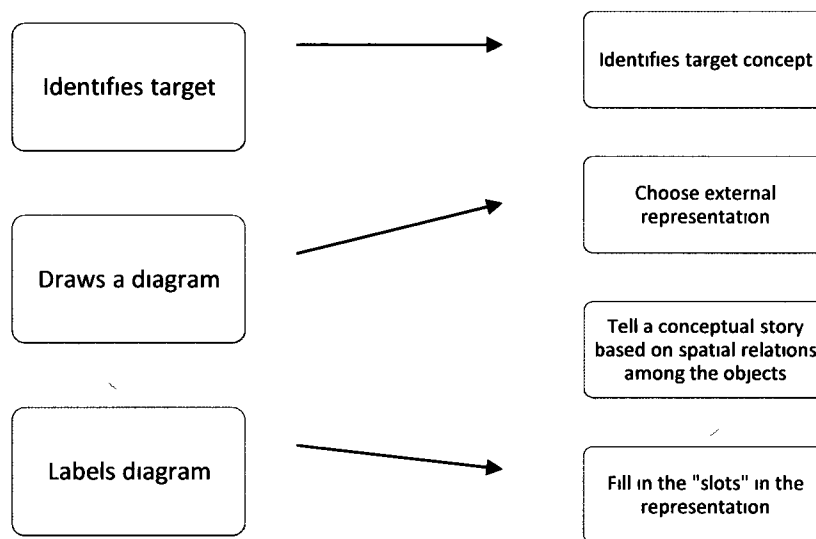 Identifies target
Identifies target concept
Draws a diagram
Choose external
representation
Tell a conceptual story
based on spatial relations
among the objects
Labels diagram
Fill in the "slots" in the
representation